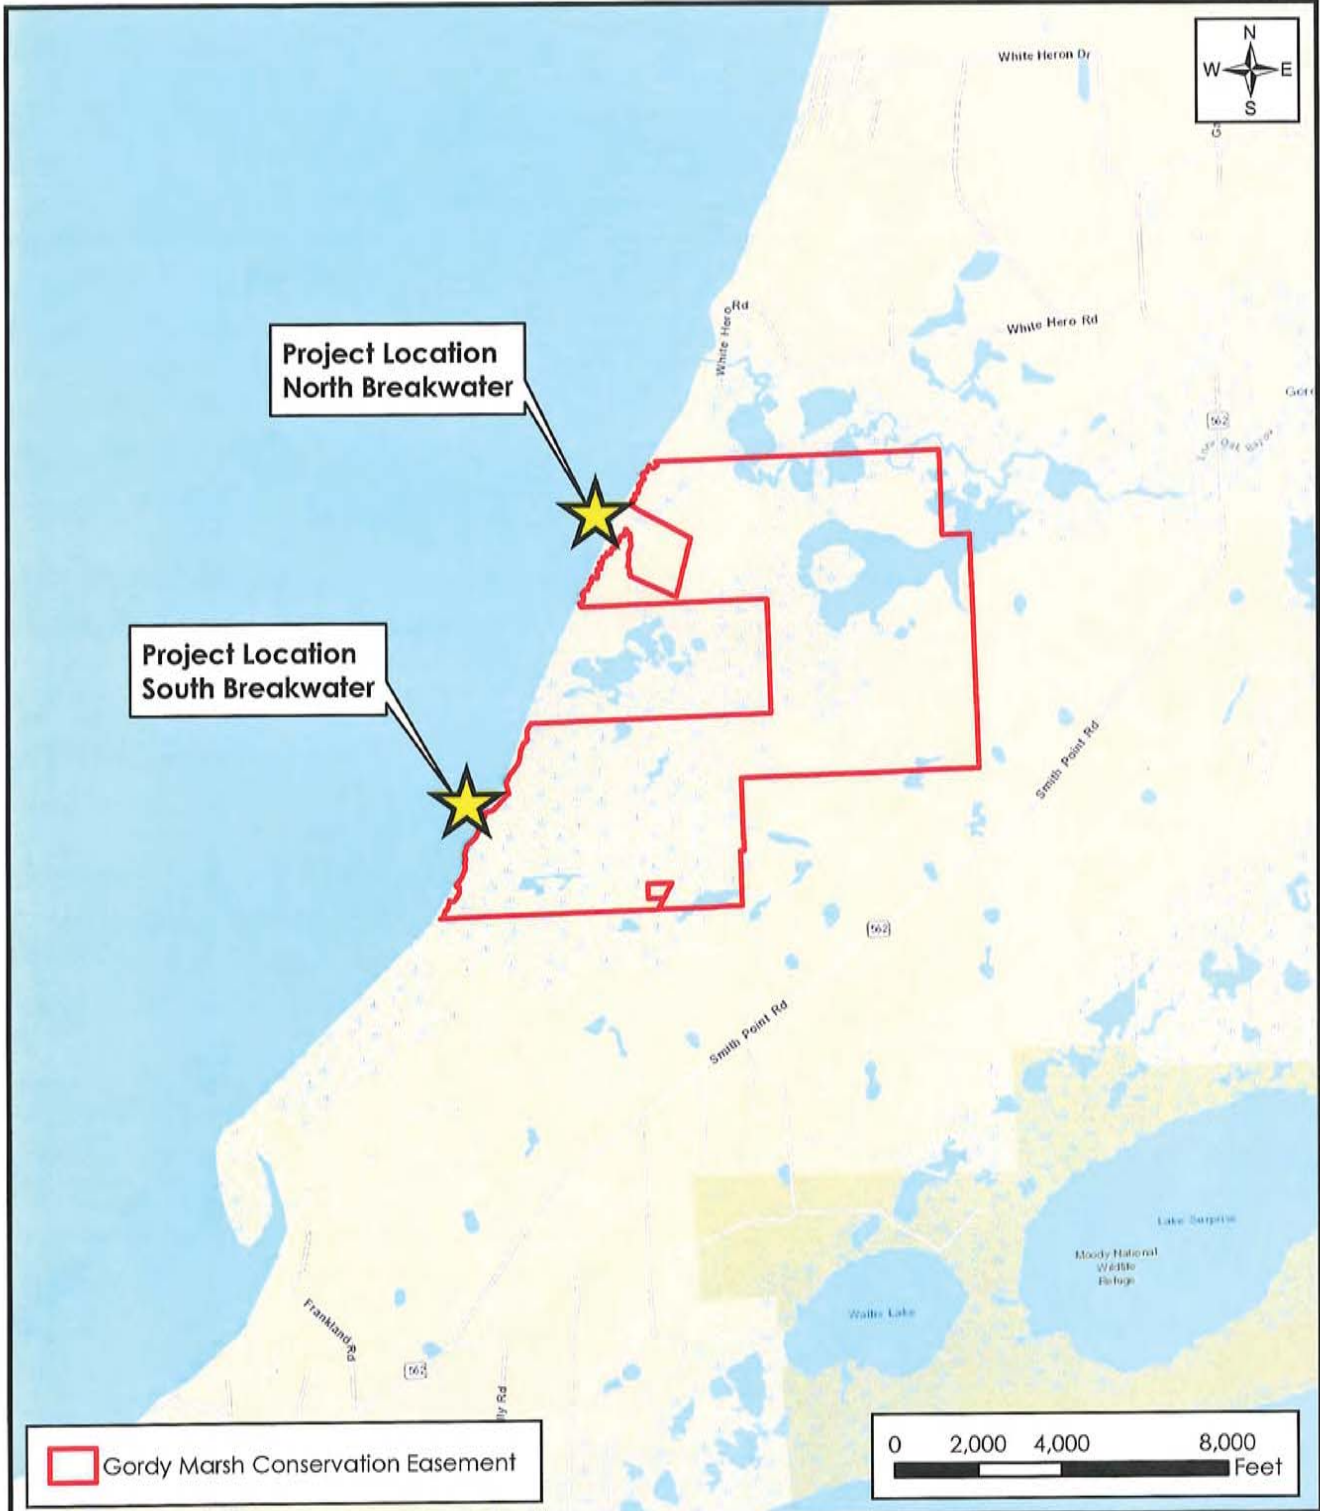 N
W E
S
White Heron Dr
White Hero Rd
White Hero Rd
562
Project Location
North Breakwater
Project Location
South Breakwater
Smith Point Rd
562
Smith Point Rd
Lake Surprise
Moody National
Wildlife
Refuge
Wallis Lake
Frankland Rd
562
lly Rd
Gordy Marsh Conservation Easement
0 2,000 4,000 8,000
Feet